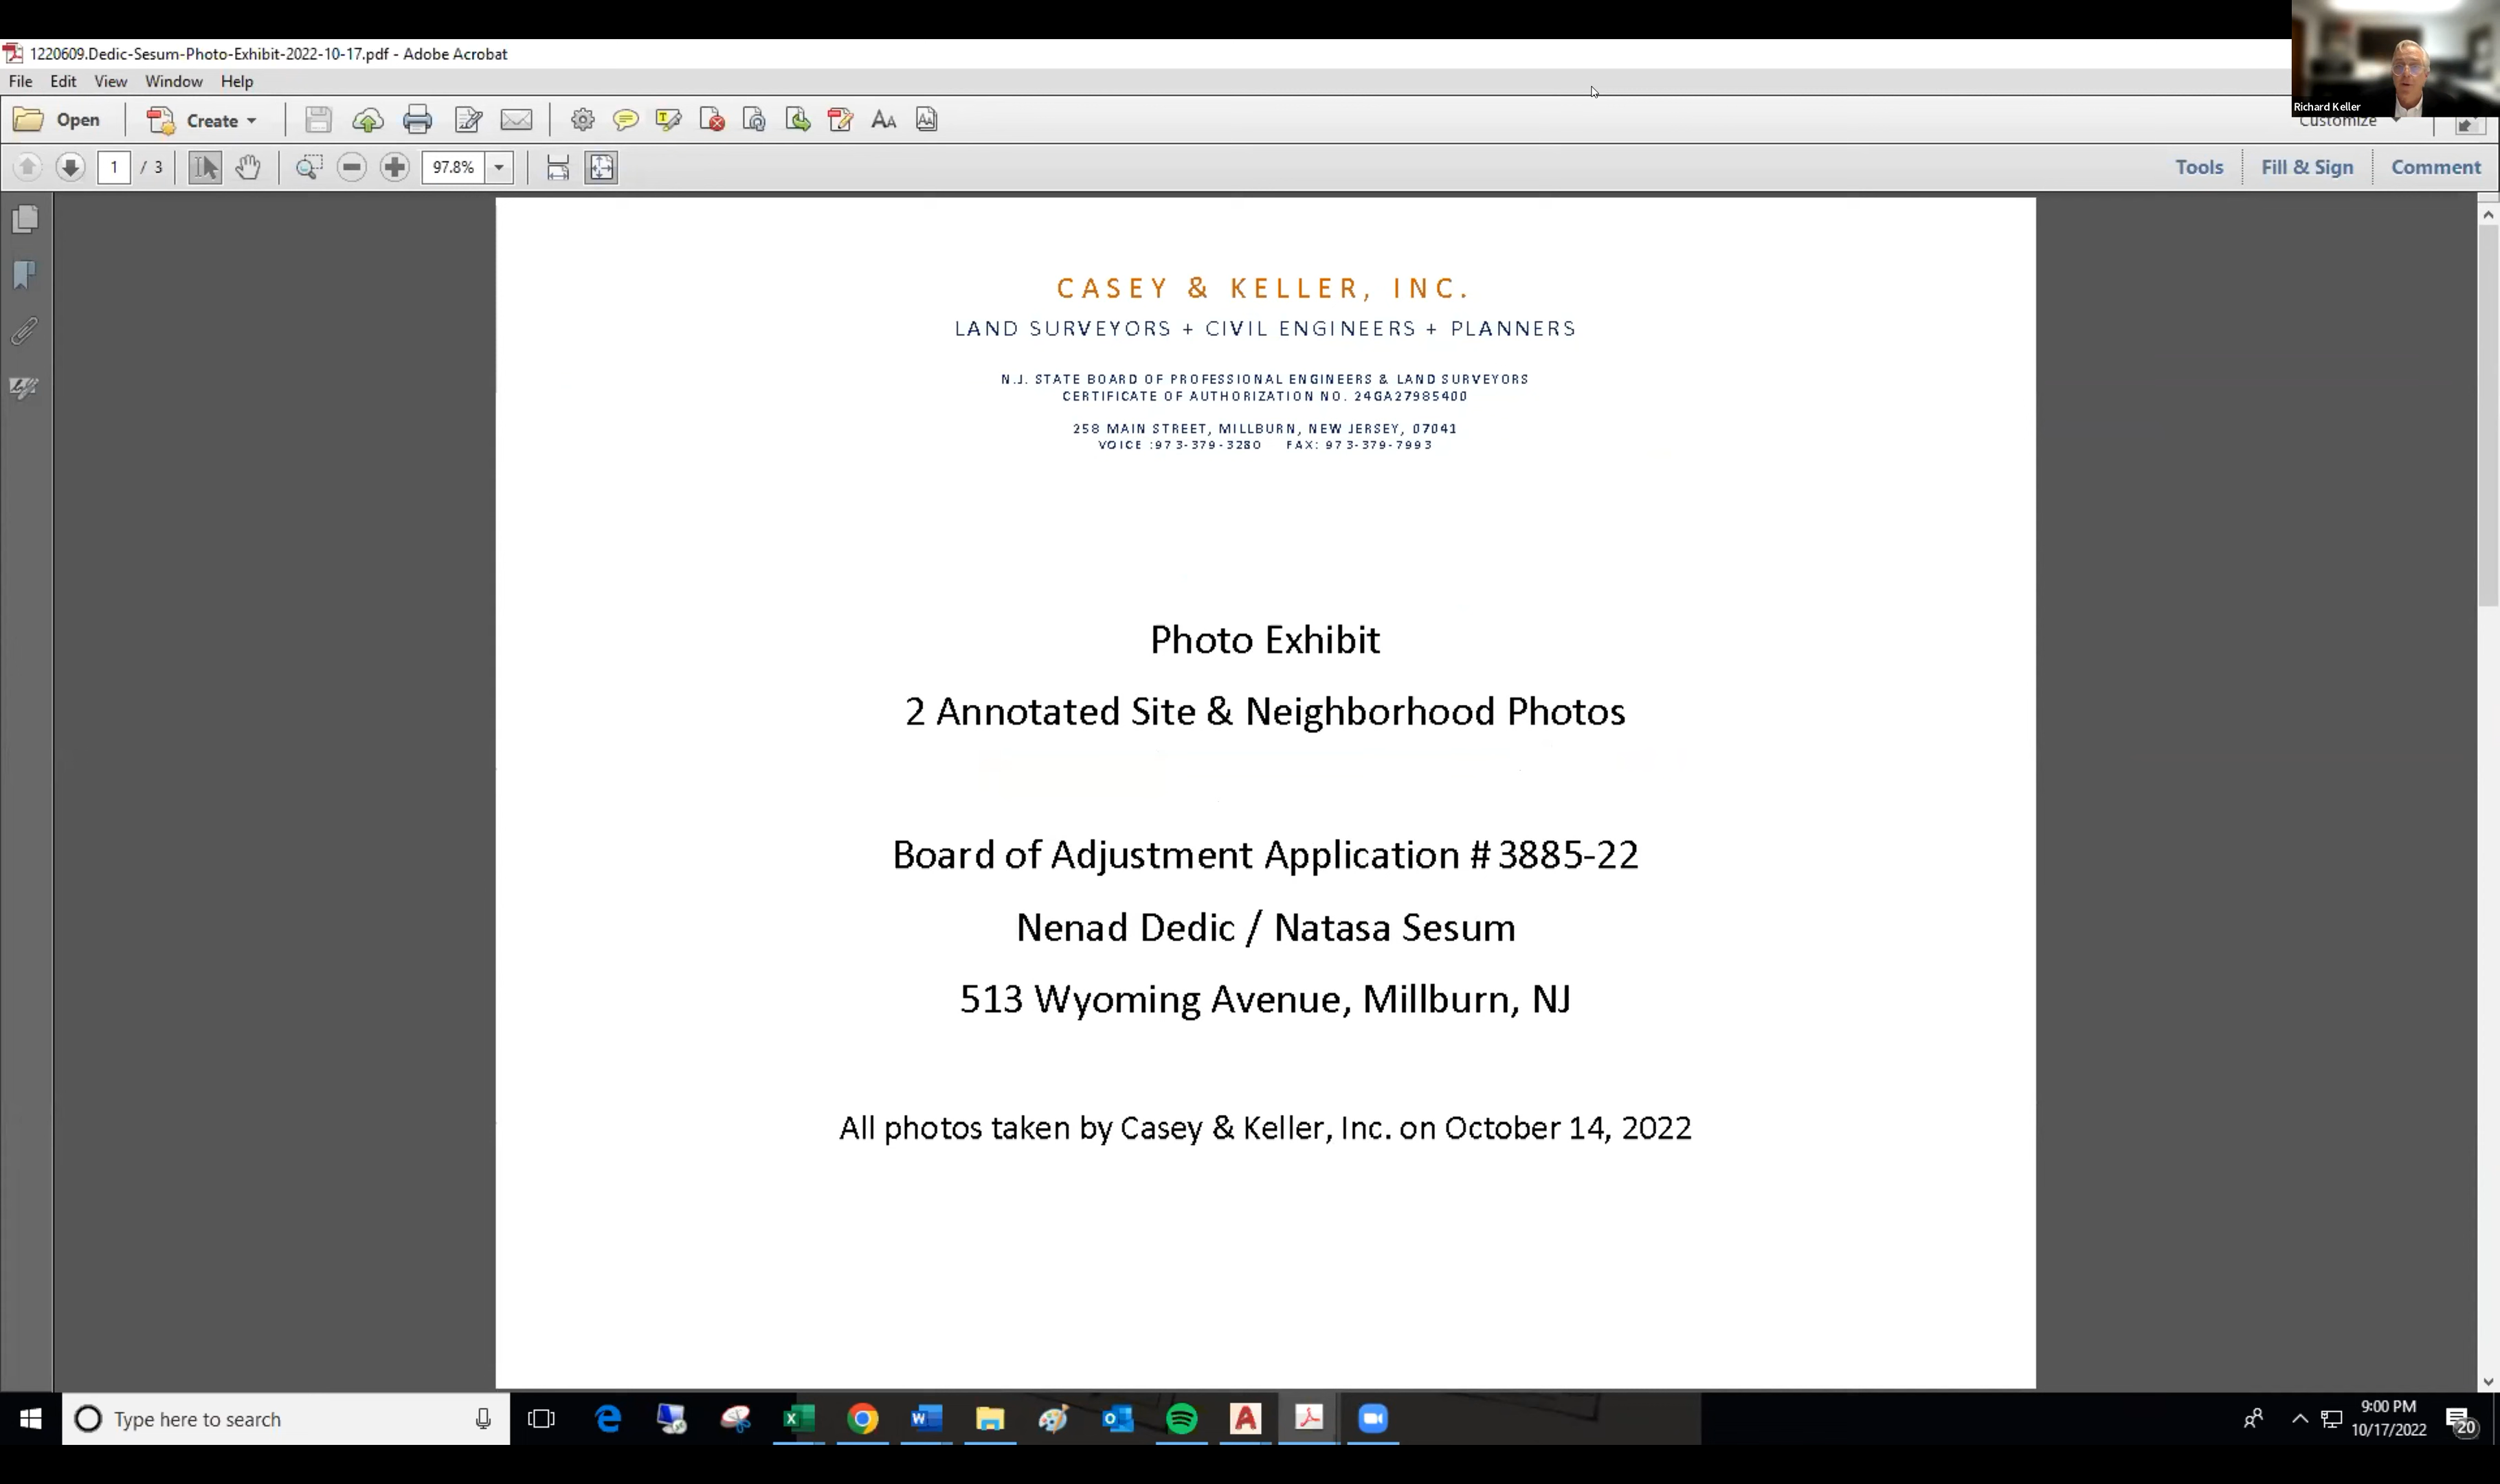 1220609.Dedic-Sesum-Photo-Exhibit-2022-10-17.pdf - Adobe Acrobat
File Edit View Window Help
Richard Keller
Open Create Customize
1 / 3 97.8% Tools Fill & Sign Comment
CASEY & KELLER, INC.
LAND SURVEYORS + CIVIL ENGINEERS + PLANNERS
N.J. STATE BOARD OF PROFESSIONAL ENGINEERS & LAND SURVEYORS
CERTIFICATE OF AUTHORIZATION NO. 24GA27985400
258 MAIN STREET, MILLBURN, NEW JERSEY, 07041
VOICE :973-379-3280 FAX: 973-379-7993
Photo Exhibit
2 Annotated Site & Neighborhood Photos
Board of Adjustment Application # 3885-22
Nenad Dedic / Natasa Sesum
513 Wyoming Avenue, Millburn, NJ
All photos taken by Casey & Keller, Inc. on October 14, 2022
Type here to search
9:00 PM
10/17/2022
20